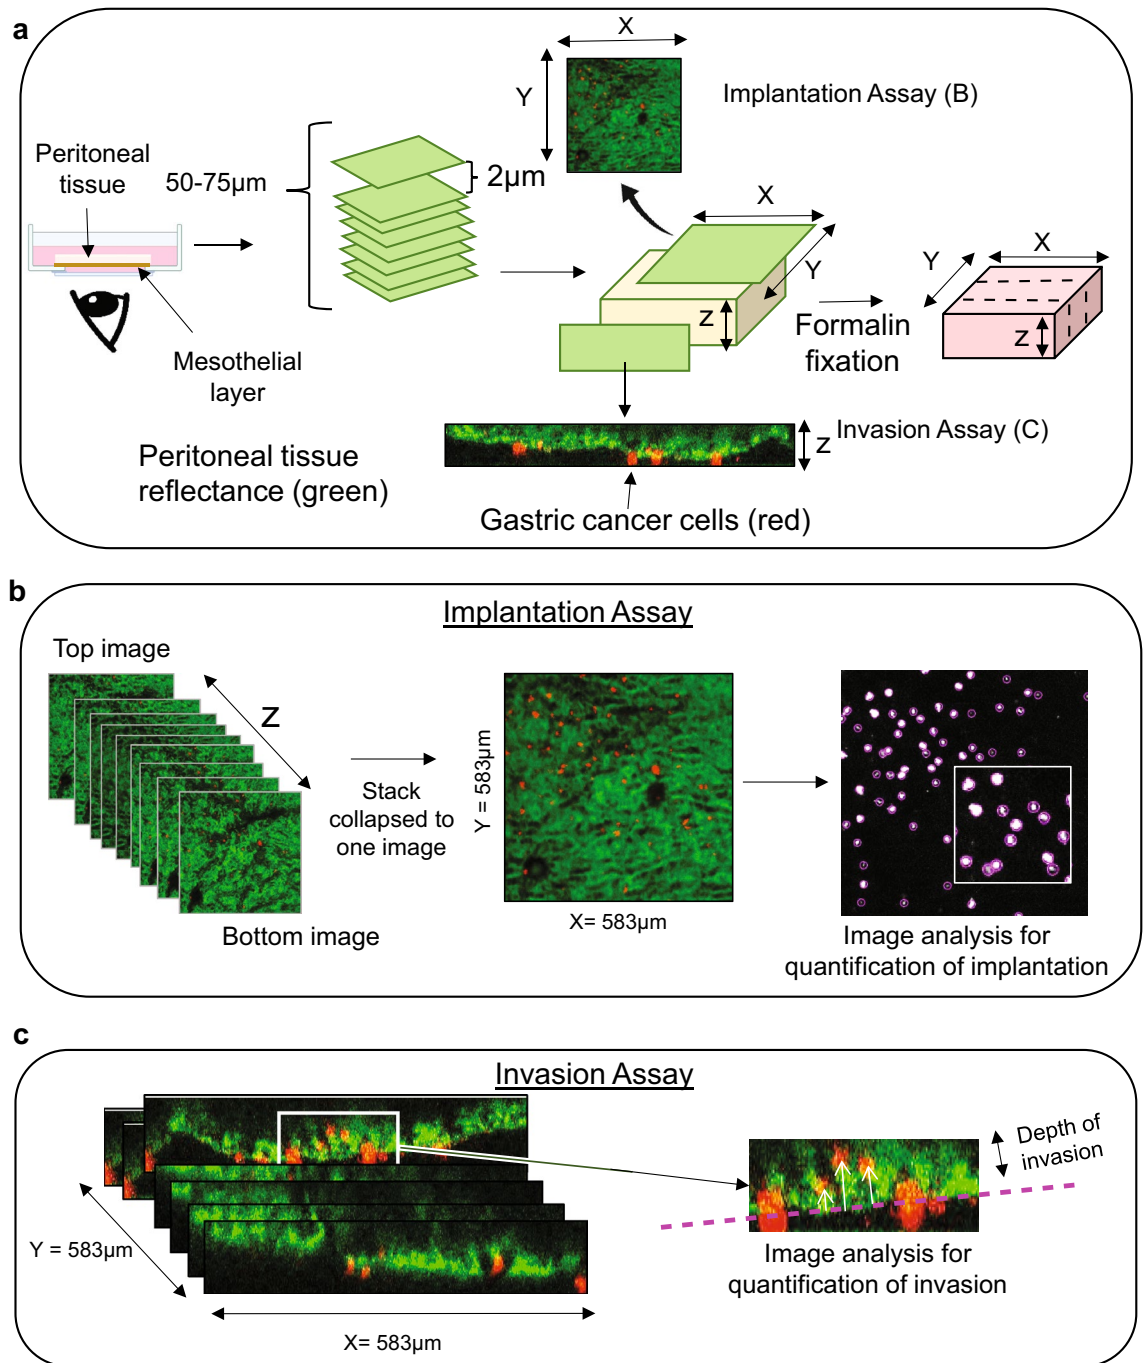 a
X
Y
Implantation Assay (B)
Peritoneal
tissue
50-75µm
2µm
X
Y
Z
Formalin
fixation
X
Y
Z
Mesothelial
layer
Peritoneal tissue
reflectance (green)
Invasion Assay (C)
Z
Gastric cancer cells (red)
b
Implantation Assay
Top image
Z
Bottom image
Stack
collapsed to
one image
Y = 583µm
X= 583µm
Image analysis for
quantification of implantation
c
Invasion Assay
Y = 583µm
X= 583µm
Depth of
invasion
Image analysis for
quantification of invasion